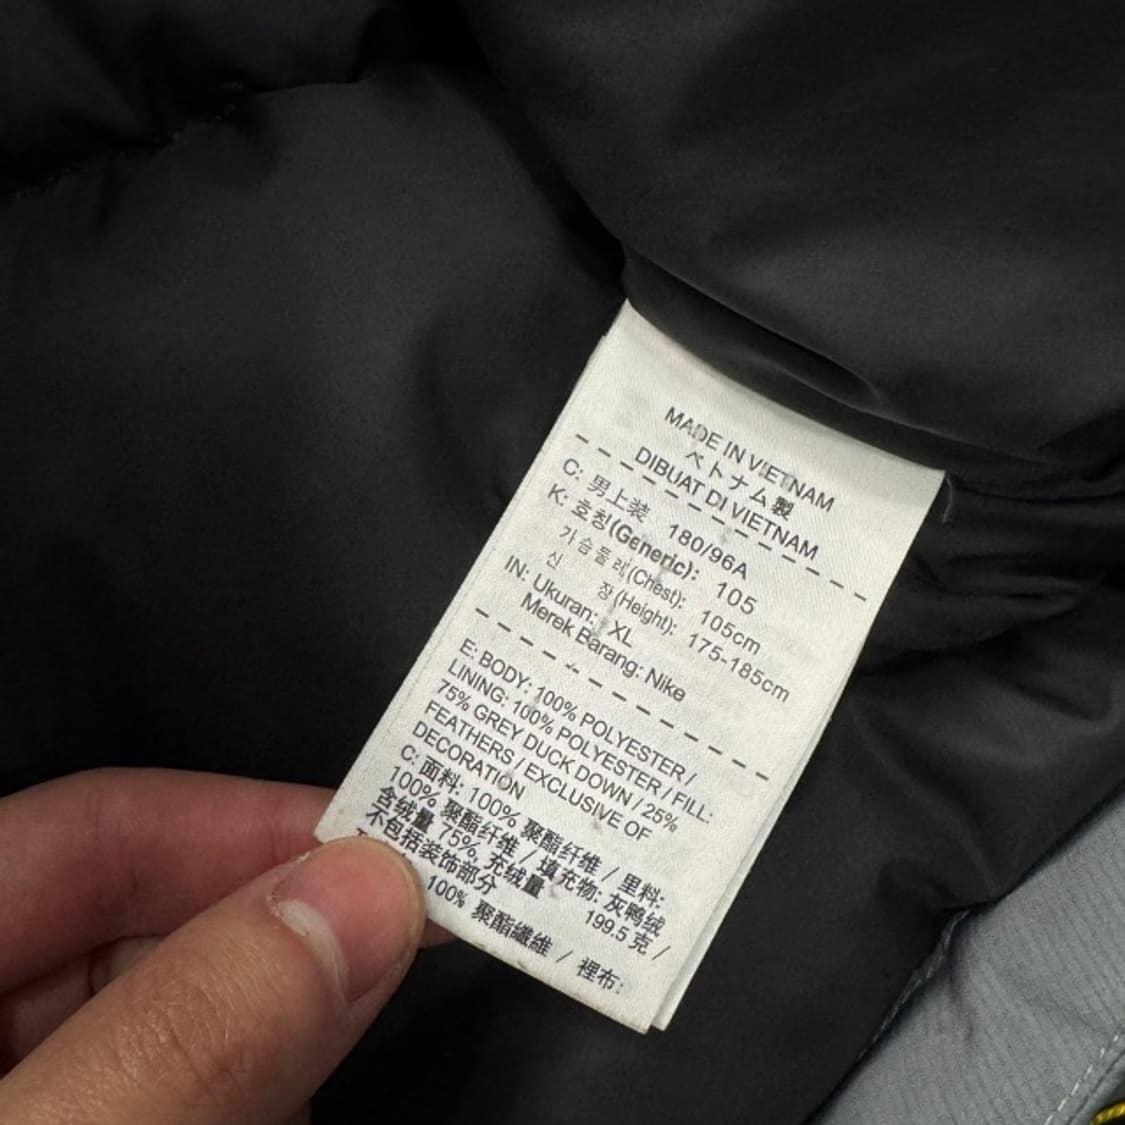 MADE IN VIETNAM
ベトナム製
DIBUAT DI VIETNAM
C: 男上装 180/96A
K: 호칭(Generic): 105
가슴둘레(Chest): 105cm
신 장(Height): 175-185cm
IN: Ukuran: XL
Merek Barang: Nike
E: BODY: 100% POLYESTER /
LINING: 100% POLYESTER / FILL:
75% GREY DUCK DOWN / 25%
FEATHERS / EXCLUSIVE OF
DECORATION
C: 面料: 100% 聚酯纤维 / 里料:
100% 聚酯纤维 / 填充物: 灰鸭绒
含绒量 75%, 充绒量 199.5 克 /
不包括装饰部分
100% 聚酯纖維 / 裡布: